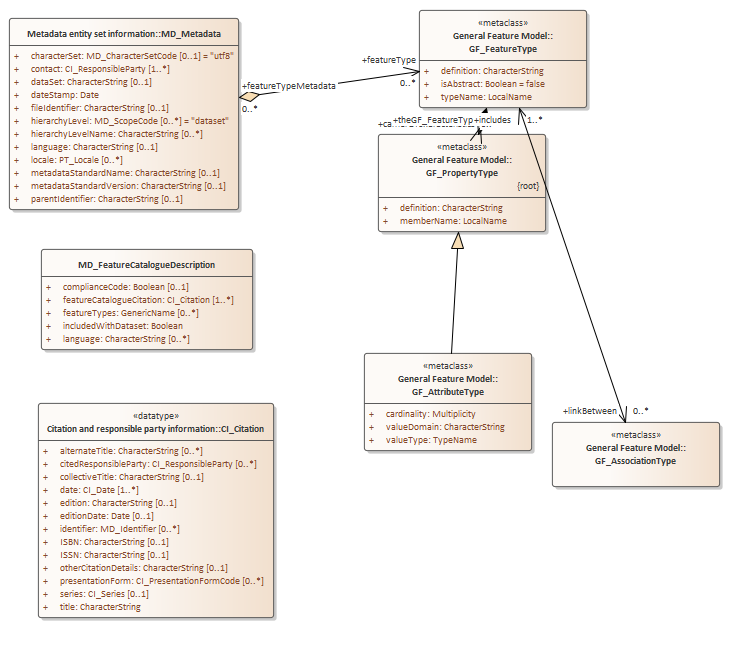 Metadata entity set information::MD_Metadata
+ characterSet: MD_CharacterSetCode [0..1] = "utf8"
+ contact: CI_ResponsibleParty [1..*]
+ dataSet: CharacterString [0..1]
+ dateStamp: Date
+ fileIdentifier: CharacterString [0..1]
+ hierarchyLevel: MD_ScopeCode [0..*] = "dataset"
+ hierarchyLevelName: CharacterString [0..*]
+ language: CharacterString [0..1]
+ locale: PT_Locale [0..*]
+ metadataStandardName: CharacterString [0..1]
+ metadataStandardVersion: CharacterString [0..1]
+ parentIdentifier: CharacterString [0..1]
+featureTypeMetadata
0..*
+featureType
0..*
«metaclass»
General Feature Model::
GF_FeatureType
+ definition: CharacterString
+ isAbstract: Boolean = false
+ typeName: LocalName
+theGF_FeatureTyp
+includes
1..*
«metaclass»
General Feature Model::
GF_PropertyType
{root}
+ definition: CharacterString
+ memberName: LocalName
MD_FeatureCatalogueDescription
+ complianceCode: Boolean [0..1]
+ featureCatalogueCitation: CI_Citation [1..*]
+ featureTypes: GenericName [0..*]
+ includedWithDataset: Boolean
+ language: CharacterString [0..*]
«metaclass»
General Feature Model::
GF_AttributeType
+ cardinality: Multiplicity
+ valueDomain: CharacterString
+ valueType: TypeName
+linkBetween
0..*
«metaclass»
General Feature Model::
GF_AssociationType
«datatype»
Citation and responsible party information::CI_Citation
+ alternateTitle: CharacterString [0..*]
+ citedResponsibleParty: CI_ResponsibleParty [0..*]
+ collectiveTitle: CharacterString [0..1]
+ date: CI_Date [1..*]
+ edition: CharacterString [0..1]
+ editionDate: Date [0..1]
+ identifier: MD_Identifier [0..*]
+ ISBN: CharacterString [0..1]
+ ISSN: CharacterString [0..1]
+ otherCitationDetails: CharacterString [0..1]
+ presentationForm: CI_PresentationFormCode [0..*]
+ series: CI_Series [0..1]
+ title: CharacterString